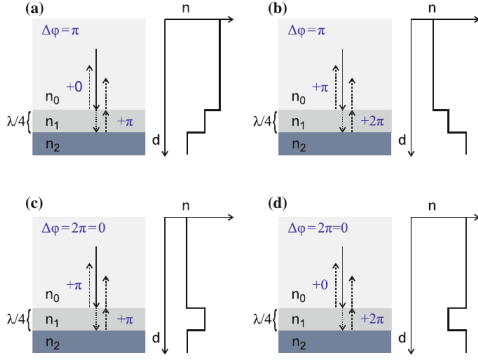 (a)
n
Δφ=π
+0
n₀
λ/4
n₁
+π
n₂
d
(b)
n
Δφ=π
+π
n₀
λ/4
n₁
+2π
n₂
d
(c)
n
Δφ=2π=0
+π
n₀
λ/4
n₁
+π
n₂
d
(d)
n
Δφ=2π=0
+0
n₀
λ/4
n₁
+2π
n₂
d